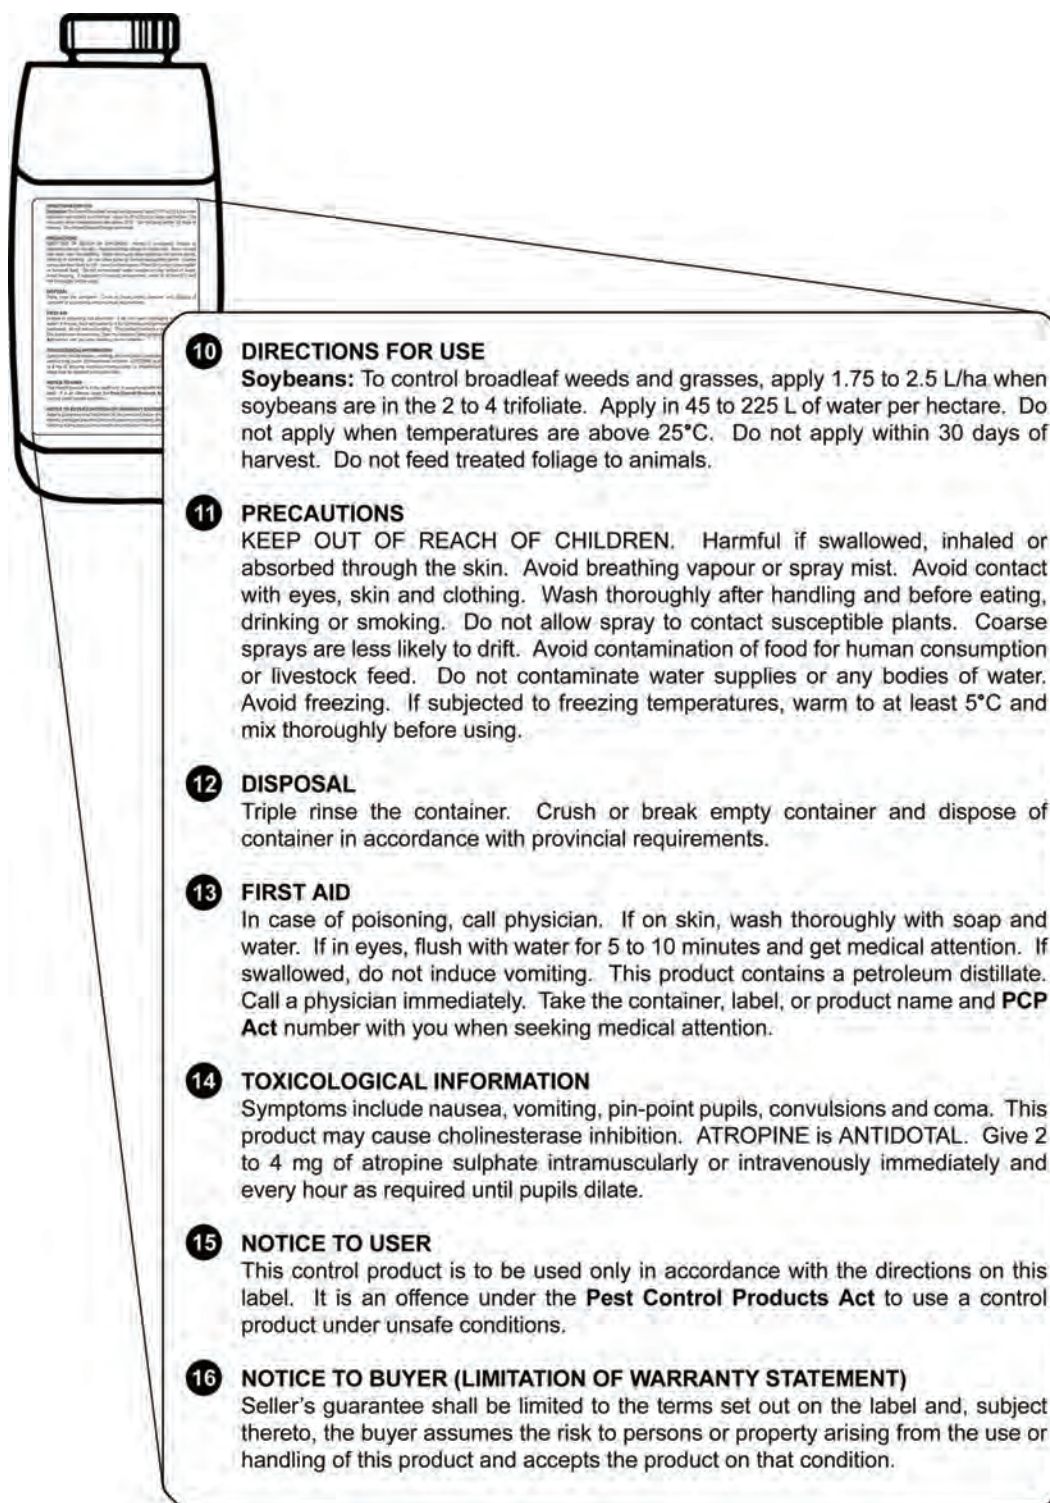 10 DIRECTIONS FOR USE
Soybeans: To control broadleaf weeds and grasses, apply 1.75 to 2.5 L/ha when
soybeans are in the 2 to 4 trifoliate. Apply in 45 to 225 L of water per hectare. Do
not apply when temperatures are above 25°C. Do not apply within 30 days of
harvest. Do not feed treated foliage to animals.
11 PRECAUTIONS
KEEP OUT OF REACH OF CHILDREN. Harmful if swallowed, inhaled or
absorbed through the skin. Avoid breathing vapour or spray mist. Avoid contact
with eyes, skin and clothing. Wash thoroughly after handling and before eating,
drinking or smoking. Do not allow spray to contact susceptible plants. Coarse
sprays are less likely to drift. Avoid contamination of food for human consumption
or livestock feed. Do not contaminate water supplies or any bodies of water.
Avoid freezing. If subjected to freezing temperatures, warm to at least 5°C and
mix thoroughly before using.
12 DISPOSAL
Triple rinse the container. Crush or break empty container and dispose of
container in accordance with provincial requirements.
13 FIRST AID
In case of poisoning, call physician. If on skin, wash thoroughly with soap and
water. If in eyes, flush with water for 5 to 10 minutes and get medical attention. If
swallowed, do not induce vomiting. This product contains a petroleum distillate.
Call a physician immediately. Take the container, label, or product name and PCP
Act number with you when seeking medical attention.
14 TOXICOLOGICAL INFORMATION
Symptoms include nausea, vomiting, pin-point pupils, convulsions and coma. This
product may cause cholinesterase inhibition. ATROPINE is ANTIDOTAL. Give 2
to 4 mg of atropine sulphate intramuscularly or intravenously immediately and
every hour as required until pupils dilate.
15 NOTICE TO USER
This control product is to be used only in accordance with the directions on this
label. It is an offence under the Pest Control Products Act to use a control
product under unsafe conditions.
16 NOTICE TO BUYER (LIMITATION OF WARRANTY STATEMENT)
Seller's guarantee shall be limited to the terms set out on the label and, subject
thereto, the buyer assumes the risk to persons or property arising from the use or
handling of this product and accepts the product on that condition.